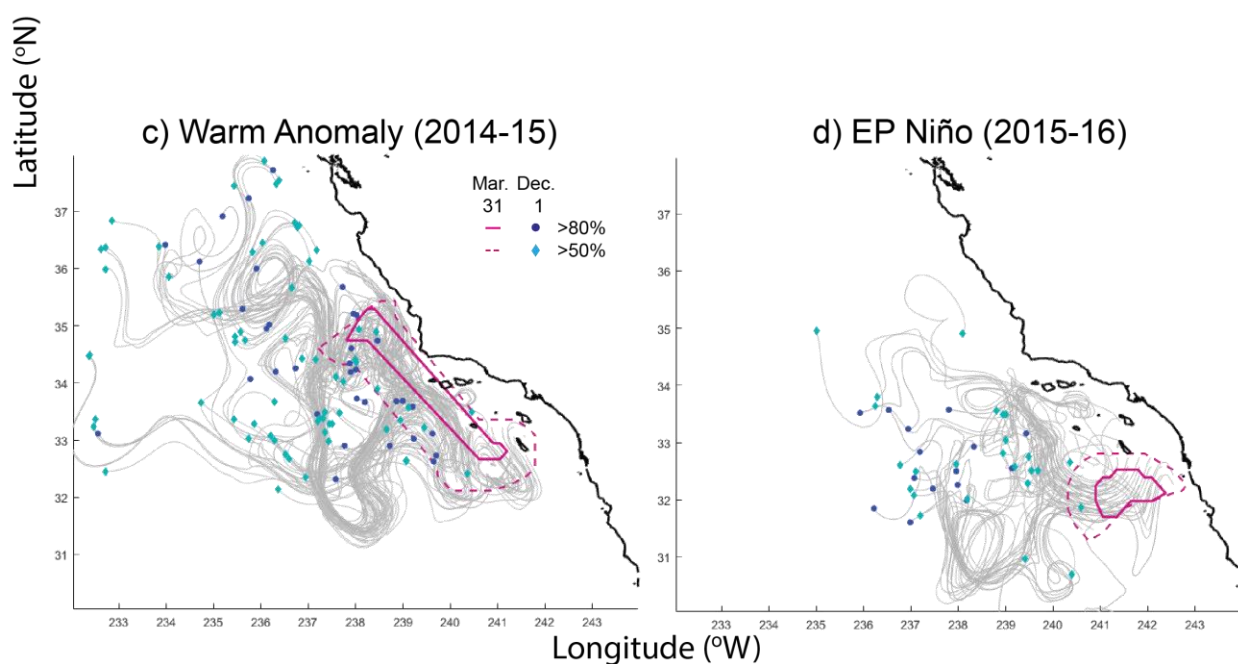 Latitude (°N)
c) Warm Anomaly (2014-15)
d) EP Niño (2015-16)
Mar. Dec.
31 1
>80%
>50%
37
36
35
34
33
32
31
233 234 235 236 237 238 239 240 241 242 243
37
36
35
34
33
32
31
233 234 235 236 237 238 239 240 241 242 243
Longitude (°W)